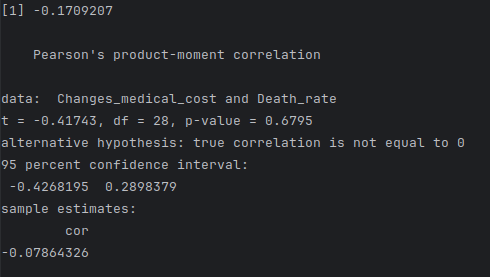 [1] -0.1709207
Pearson's product-moment correlation
data:  Changes_medical_cost and Death_rate
t = -0.41743, df = 28, p-value = 0.6795
alternative hypothesis: true correlation is not equal to 0
95 percent confidence interval:
 -0.4268195  0.2898379
sample estimates:
        cor
-0.07864326